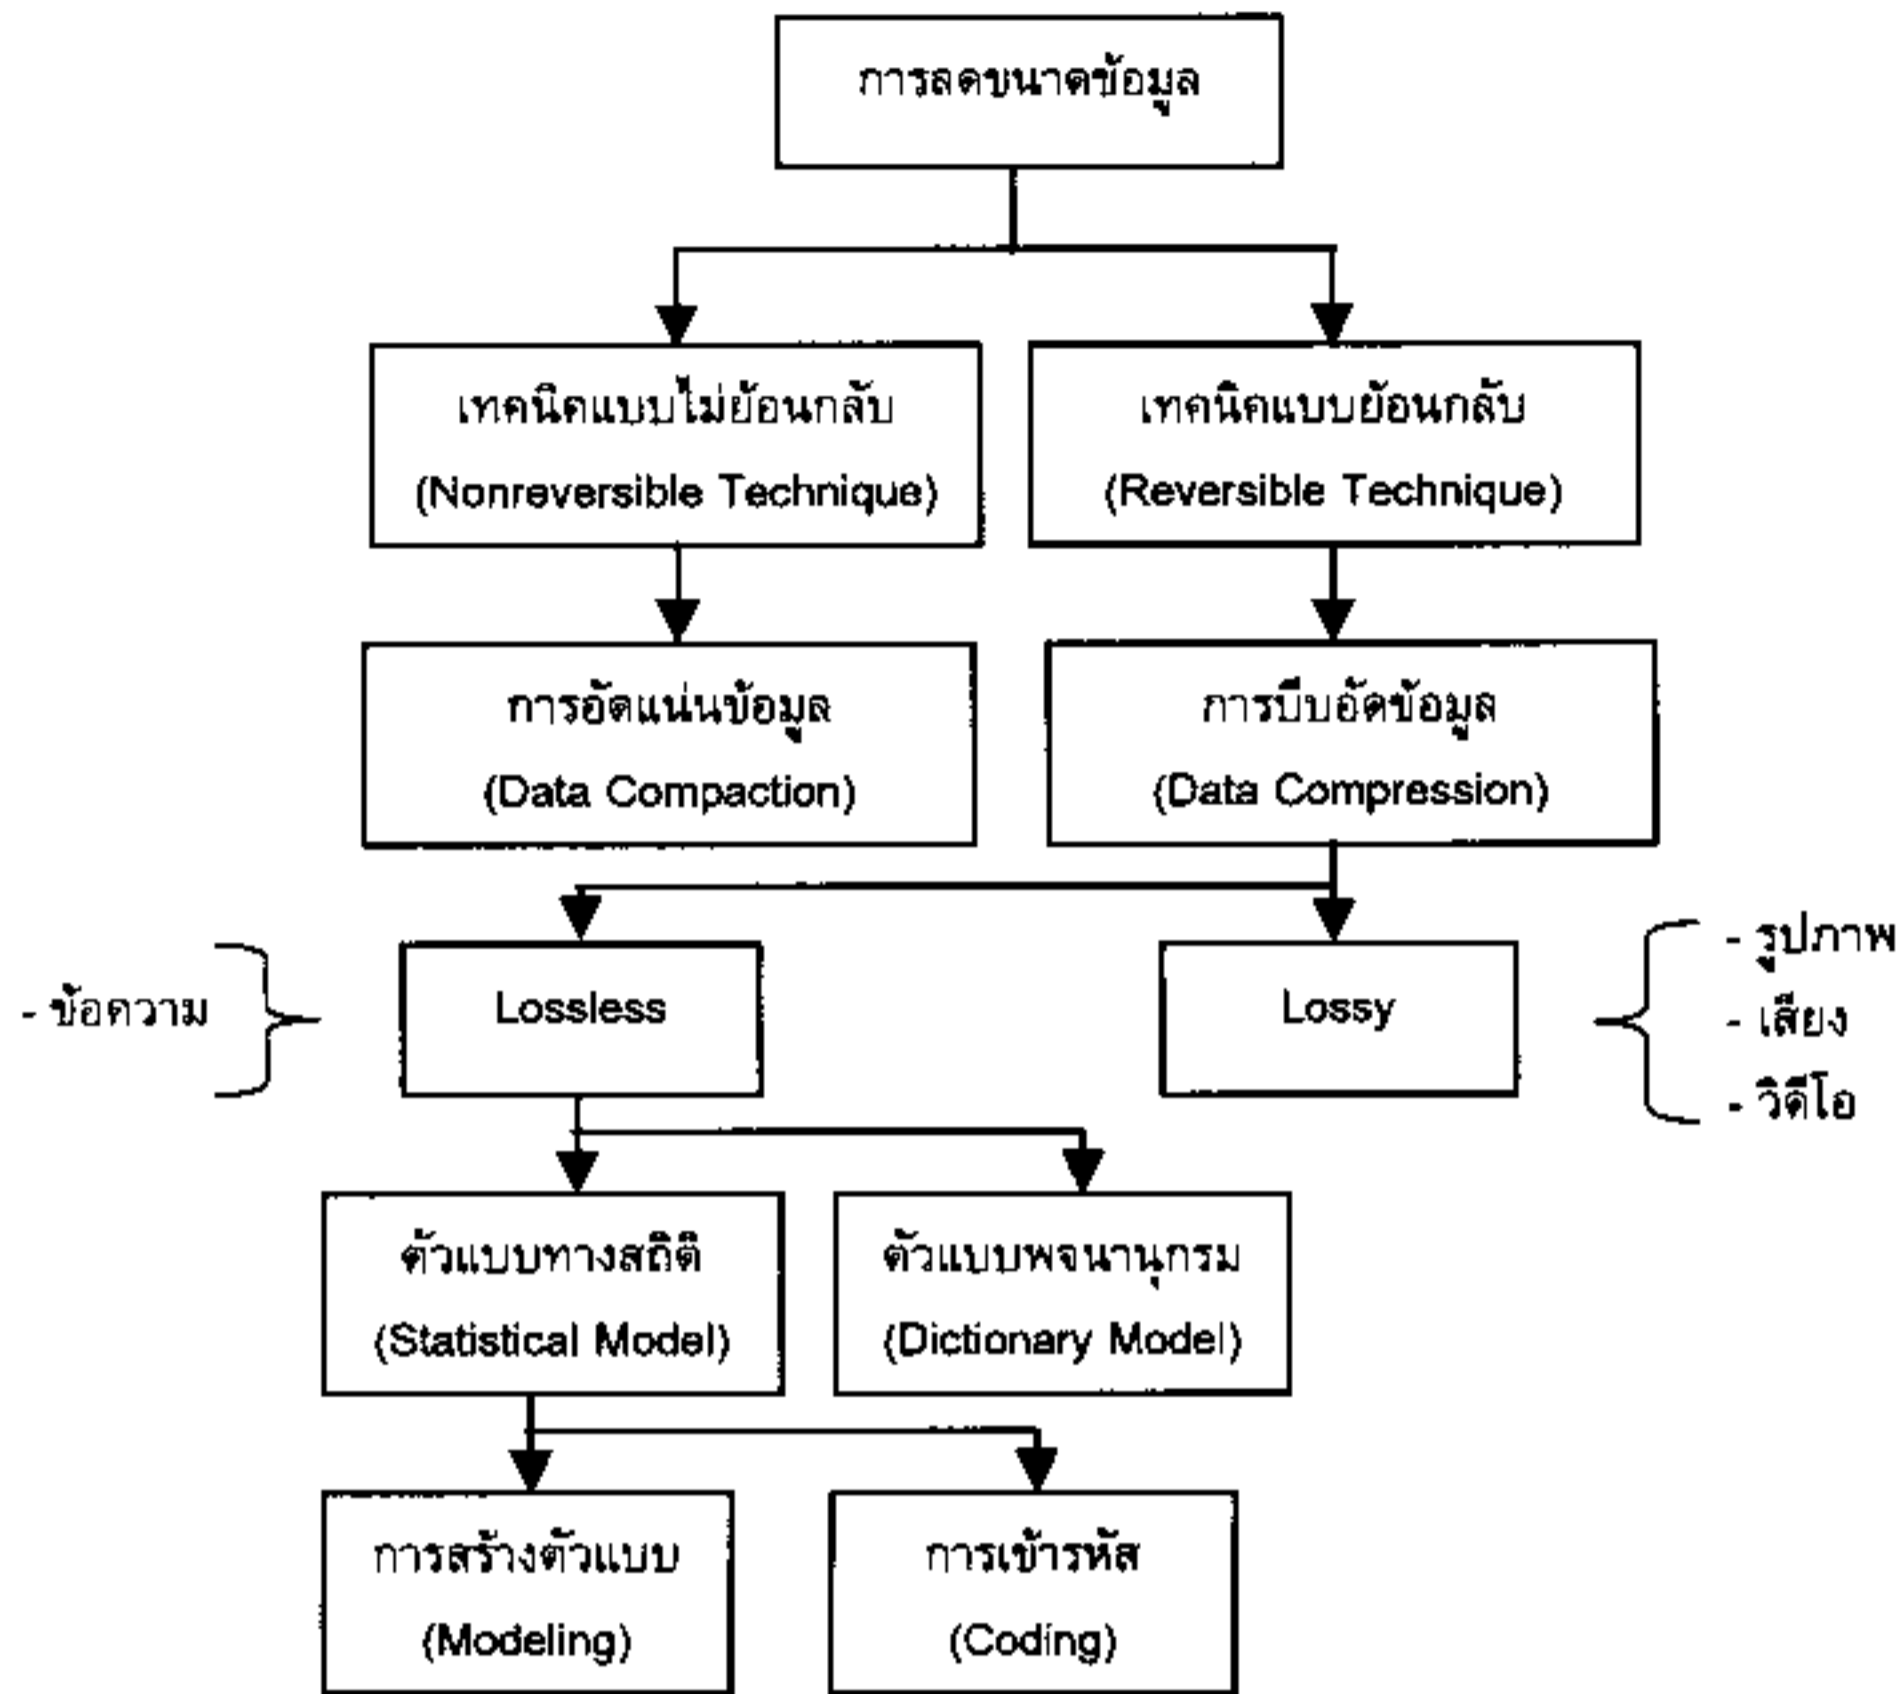 การลดขนาดข้อมูล
เทคนิคแบบไม่ย้อนกลับ
(Nonreversible Technique)
เทคนิคแบบย้อนกลับ
(Reversible Technique)
การอัดแน่นข้อมูล
(Data Compaction)
การบีบอัดข้อมูล
(Data Compression)
- ข้อความ
Lossless
Lossy
- รูปภาพ
- เสียง
- วิดีโอ
ตัวแบบทางสถิติ
(Statistical Model)
ตัวแบบพจนานุกรม
(Dictionary Model)
การสร้างตัวแบบ
(Modeling)
การเข้ารหัส
(Coding)